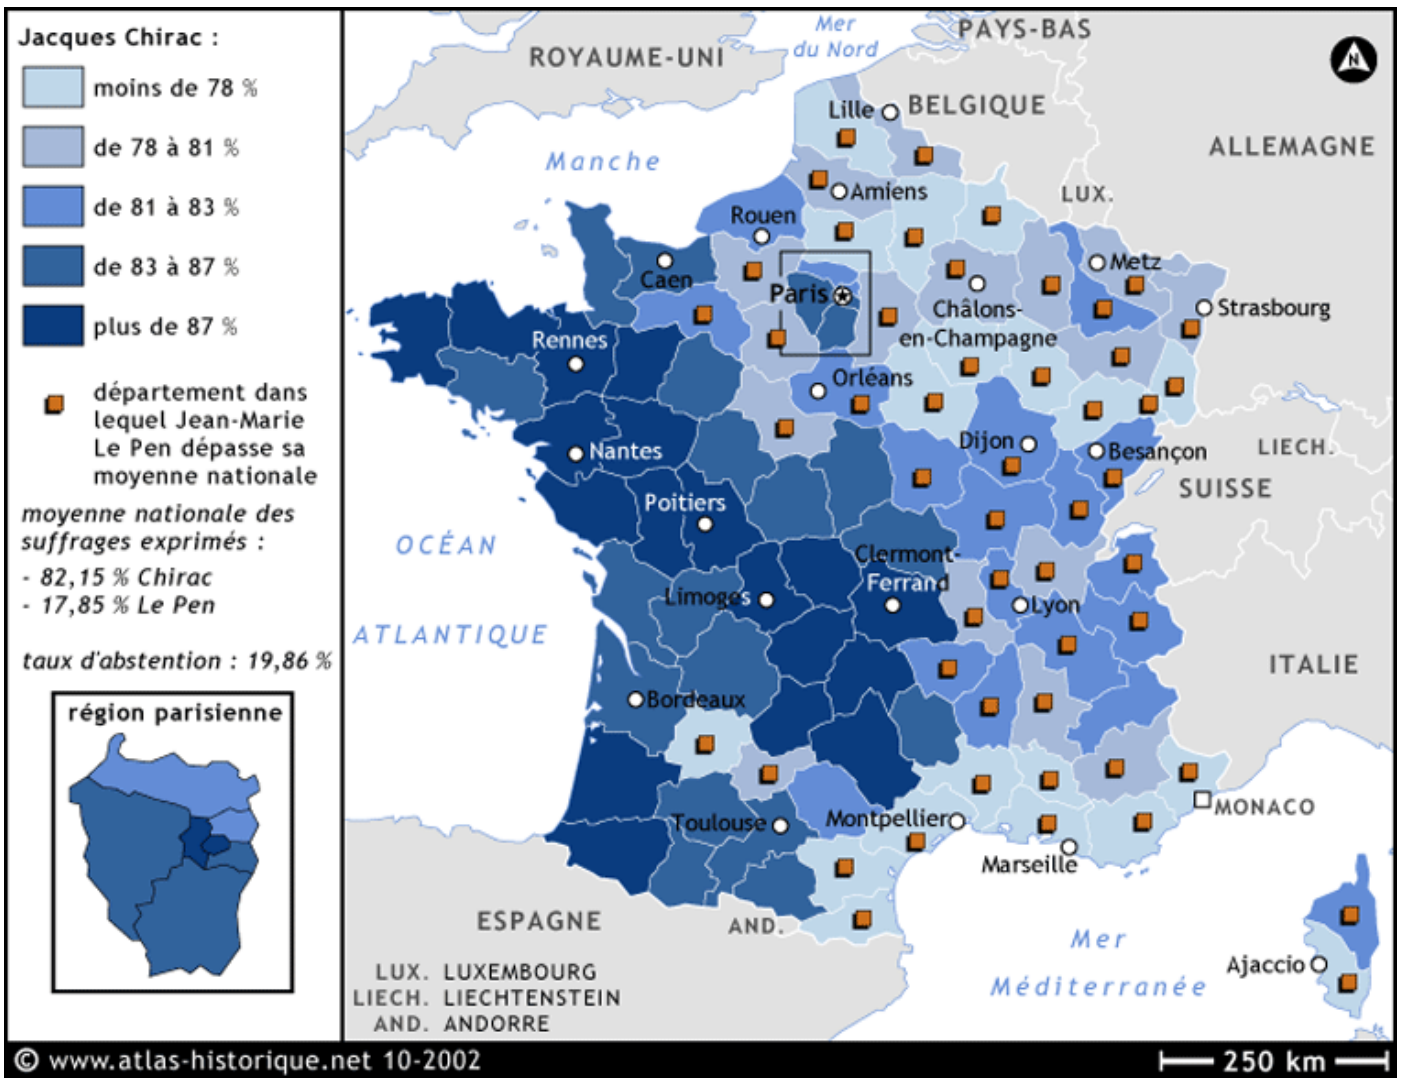 Jacques Chirac :
moins de 78 %
de 78 à 81 %
de 81 à 83 %
de 83 à 87 %
plus de 87 %
département dans
lequel Jean-Marie
Le Pen dépasse sa
moyenne nationale
moyenne nationale des
suffrages exprimés :
- 82,15 % Chirac
- 17,85 % Le Pen
taux d'abstention : 19,86 %
région parisienne
Mer
du Nord
PAYS-BAS
ROYAUME-UNI
N
Lille
BELGIQUE
ALLEMAGNE
Manche
Amiens
LUX.
Rouen
Caen
Metz
Paris
Châlons-
en-Champagne
Strasbourg
Rennes
Orléans
Dijon
Besançon
LIECH.
Nantes
SUISSE
Poitiers
OCÉAN
ATLANTIQUE
Clermont-
Ferrand
Limoges
Lyon
ITALIE
Bordeaux
Toulouse
Montpellier
MONACO
Marseille
ESPAGNE
AND.
Mer
Méditerranée
Ajaccio
LUX. LUXEMBOURG
LIECH. LIECHTENSTEIN
AND. ANDORRE
© www.atlas-historique.net 10-2002
250 km